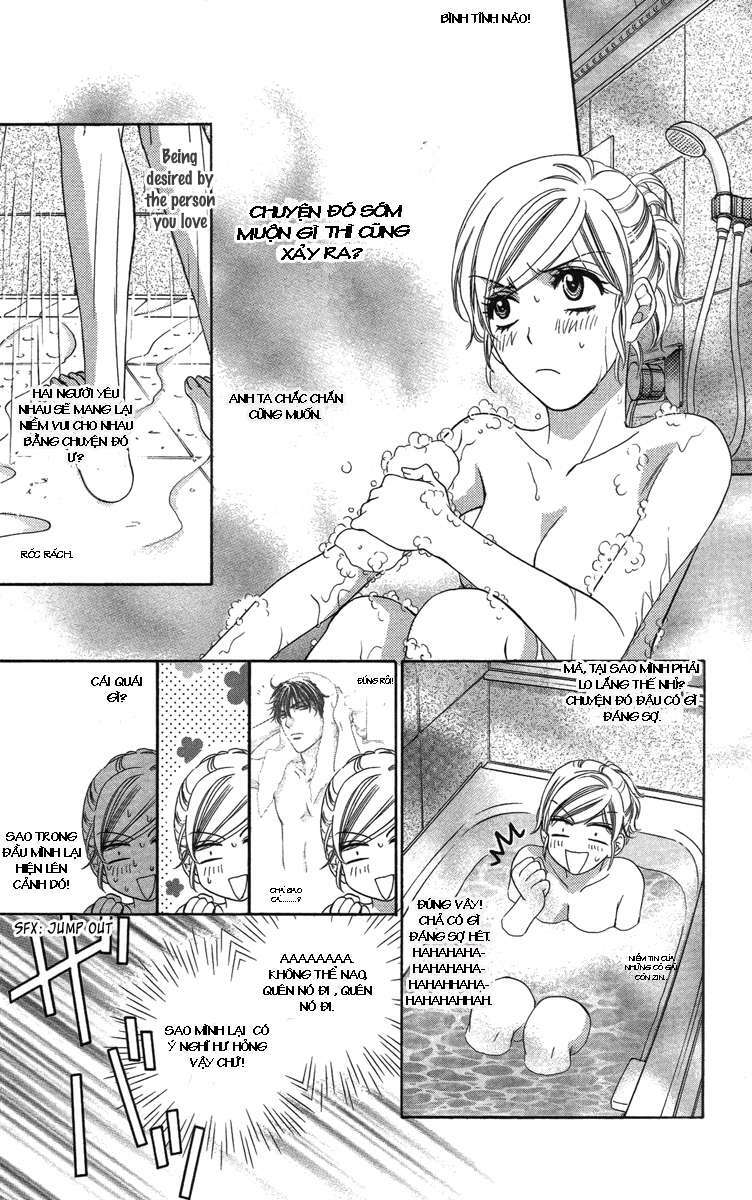 BÌNH TĨNH NÀO!
CHUYỆN ĐÓ SỚM
MUỘN GÌ THÌ CŨNG
XẢY RA?
ANH TA CHẮC CHẮN
CŨNG MUỐN.
Being
desired by
the person
you love
HAI NGƯỜI YÊU
NHAU SẼ MANG LẠI
NIỀM VUI CHO NHAU
BẰNG CHUYỆN ĐÓ
Ư?
RÓC RÁCH.
MÀ, TẠI SAO MÌNH PHẢI
LO LẮNG THẾ NHỈ?
CHUYỆN ĐÓ ĐÂU CÓ GÌ
ĐÁNG SỢ.
ĐÚNG VẬY!
CHẢ CÓ GÌ
ĐÁNG SỢ HẾT.
HAHAHAHA-
HAHAHAHA-
HAHAHHAHA-
HAHAHAHHAH.
NIỀM TIN CỦA
NHỮNG CÔ GÁI
CÒN ZIN...
ĐÚNG RỒI!
CHẢ SAO
CẢ........?
CÁI QUÁI
GÌ?
SAO TRONG
ĐẦU MÌNH LẠI
HIỆN LÊN
CẢNH DÓ!
SFX: JUMP OUT
AAAAAAAA.
KHÔNG THỂ NAO,
QUÊN NÓ ĐI , QUÊN
NÓ ĐI.
SAO MÌNH LẠI CÓ
Ý NGHĨ HƯ HỎNG
VẬY CHỨ!